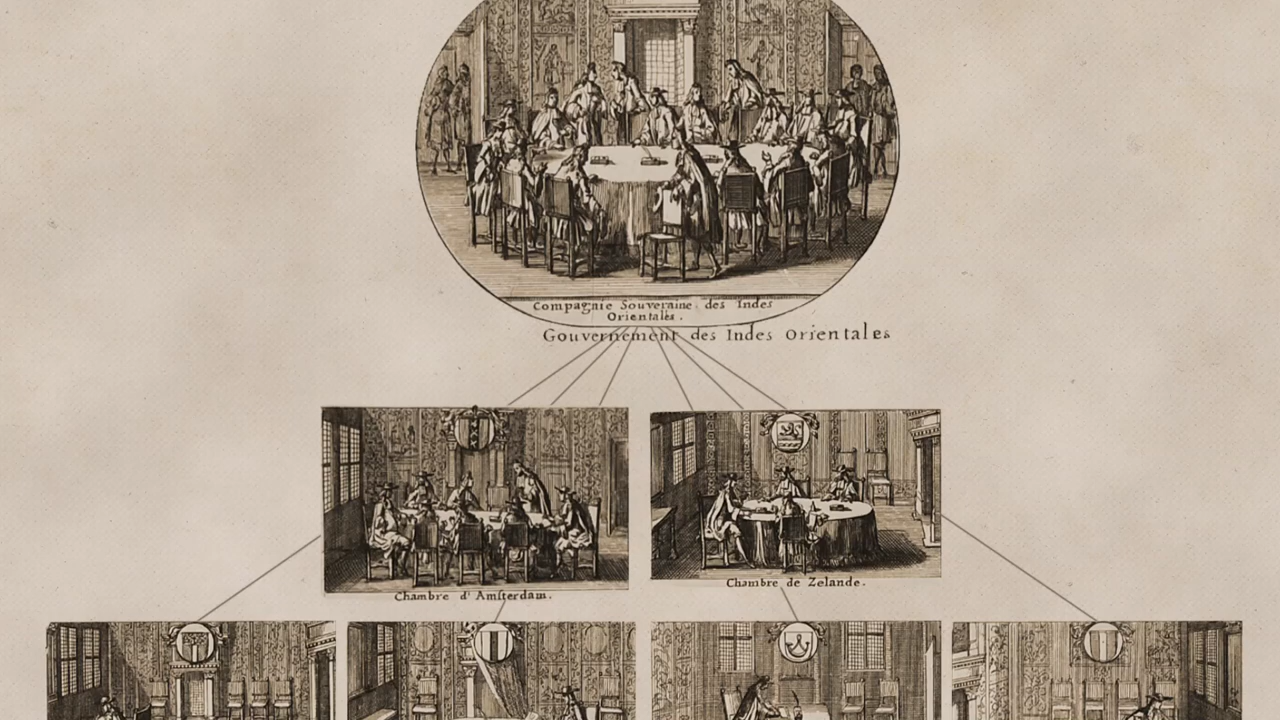 Compagnie Souveraine des Indes
Orientales.
Gouvernement des Indes Orientales
Chambre d'Amsterdam.
Chambre de Zelande.